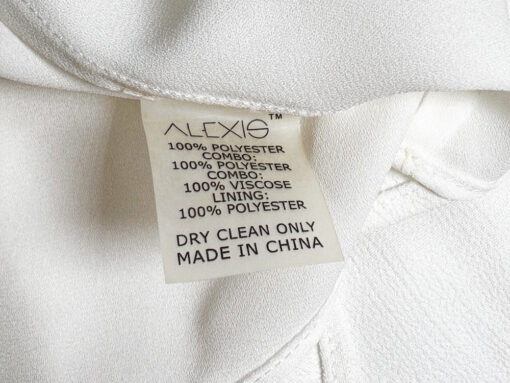 ALEXIS™
100% POLYESTER
COMBO:
100% POLYESTER
COMBO:
100% VISCOSE
LINING:
100% POLYESTER
DRY CLEAN ONLY
MADE IN CHINA